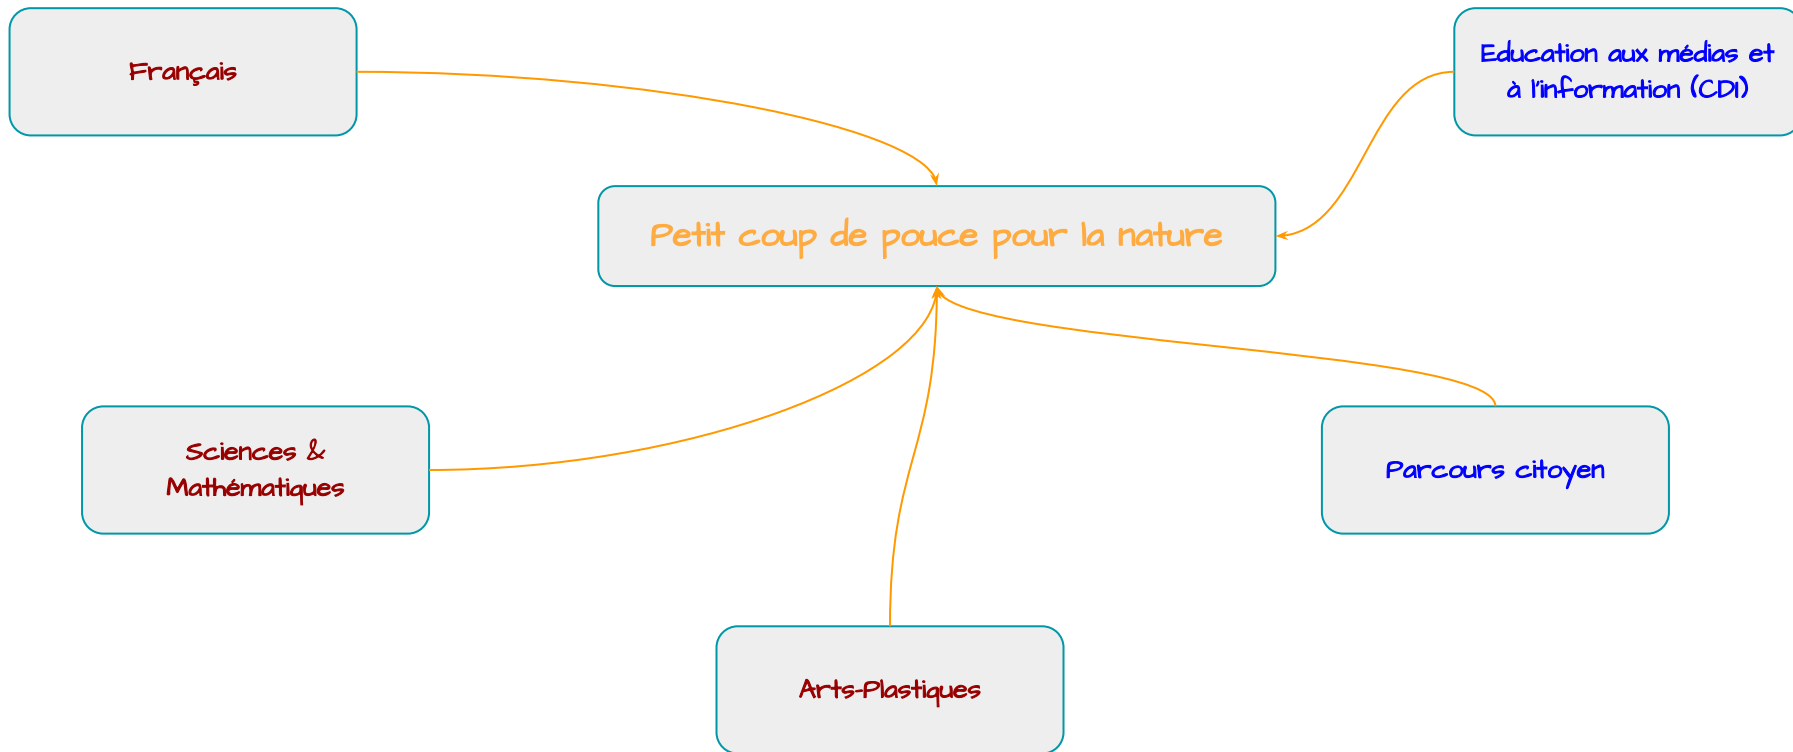 Français
Education aux médias et
à l'information (CDI)
Petit coup de pouce pour la nature
Sciences &
Mathématiques
Parcours citoyen
Arts-Plastiques